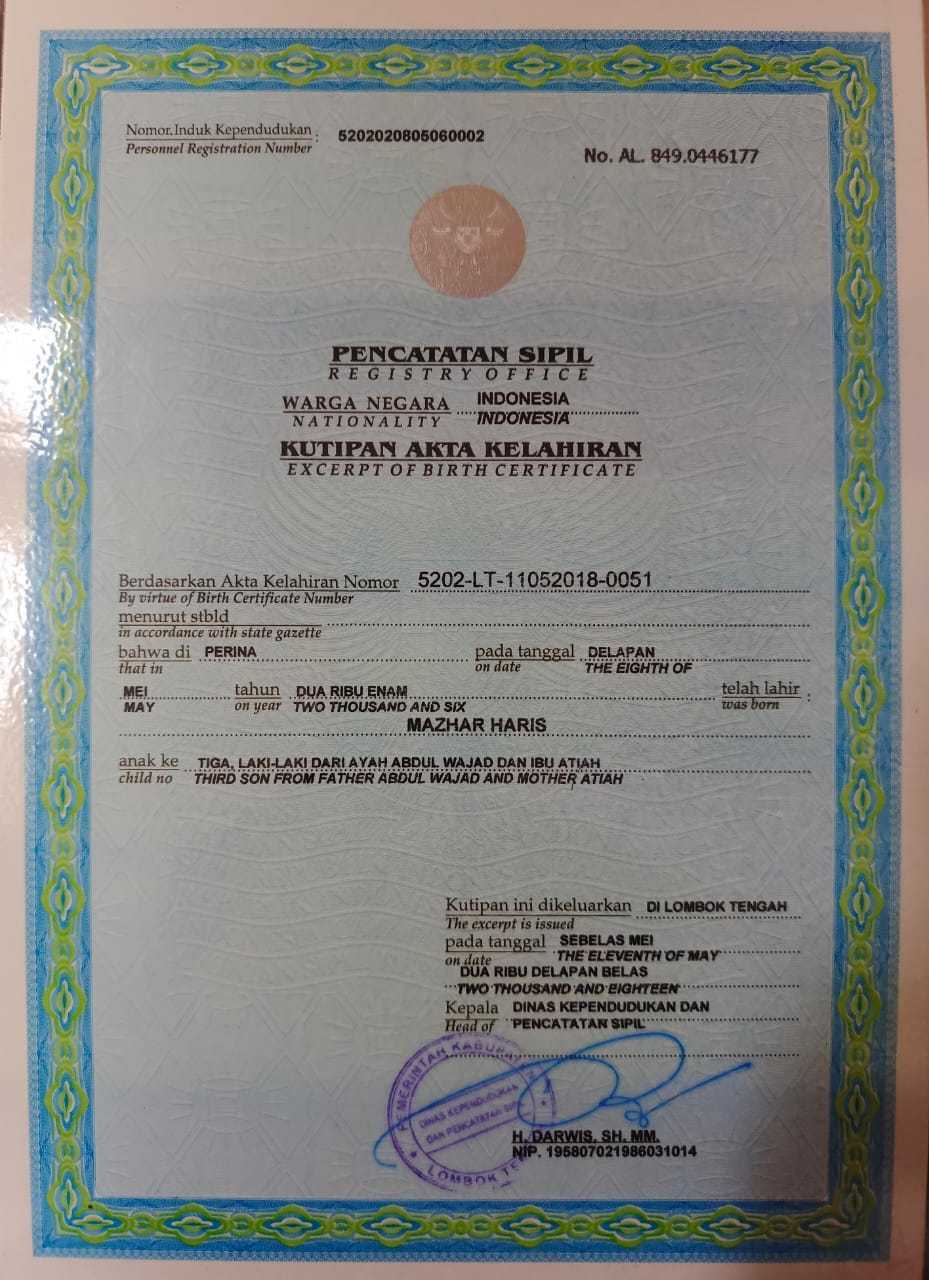 Nomor.Induk Kependudukan : 5202020805060002
Personnel Registration Number
No. AL. 849.0446177
PENCATATAN SIPIL
REGISTRY OFFICE
WARGA NEGARA INDONESIA
NATIONALITY INDONESIA
KUTIPAN AKTA KELAHIRAN
EXCERPT OF BIRTH CERTIFICATE
Berdasarkan Akta Kelahiran Nomor 5202-LT-11052018-0051
By virtue of Birth Certificate Number
menurut stbld
in accordance with state gazette
bahwa di PERINA pada tanggal DELAPAN
that in on date THE EIGHTH OF
MEI tahun DUA RIBU ENAM telah lahir :
MAY on year TWO THOUSAND AND SIX was born
MAZHAR HARIS
anak ke TIGA, LAKI-LAKI DARI AYAH ABDUL WAJAD DAN IBU ATIAH
child no THIRD SON FROM FATHER ABDUL WAJAD AND MOTHER ATIAH
Kutipan ini dikeluarkan DI LOMBOK TENGAH
The excerpt is issued
pada tanggal SEBELAS MEI
on date THE ELEVENTH OF MAY
DUA RIBU DELAPAN BELAS
TWO THOUSAND AND EIGHTEEN
Kepala DINAS KEPENDUDUKAN DAN
Head of PENCATATAN SIPIL
PEMERINTAH
DINAS KEPENDUDUKAN
DAN PENCATATAN SIPIL
LOMBOK
H. DARWIS, SH. MM.
NIP. 195807021986031014